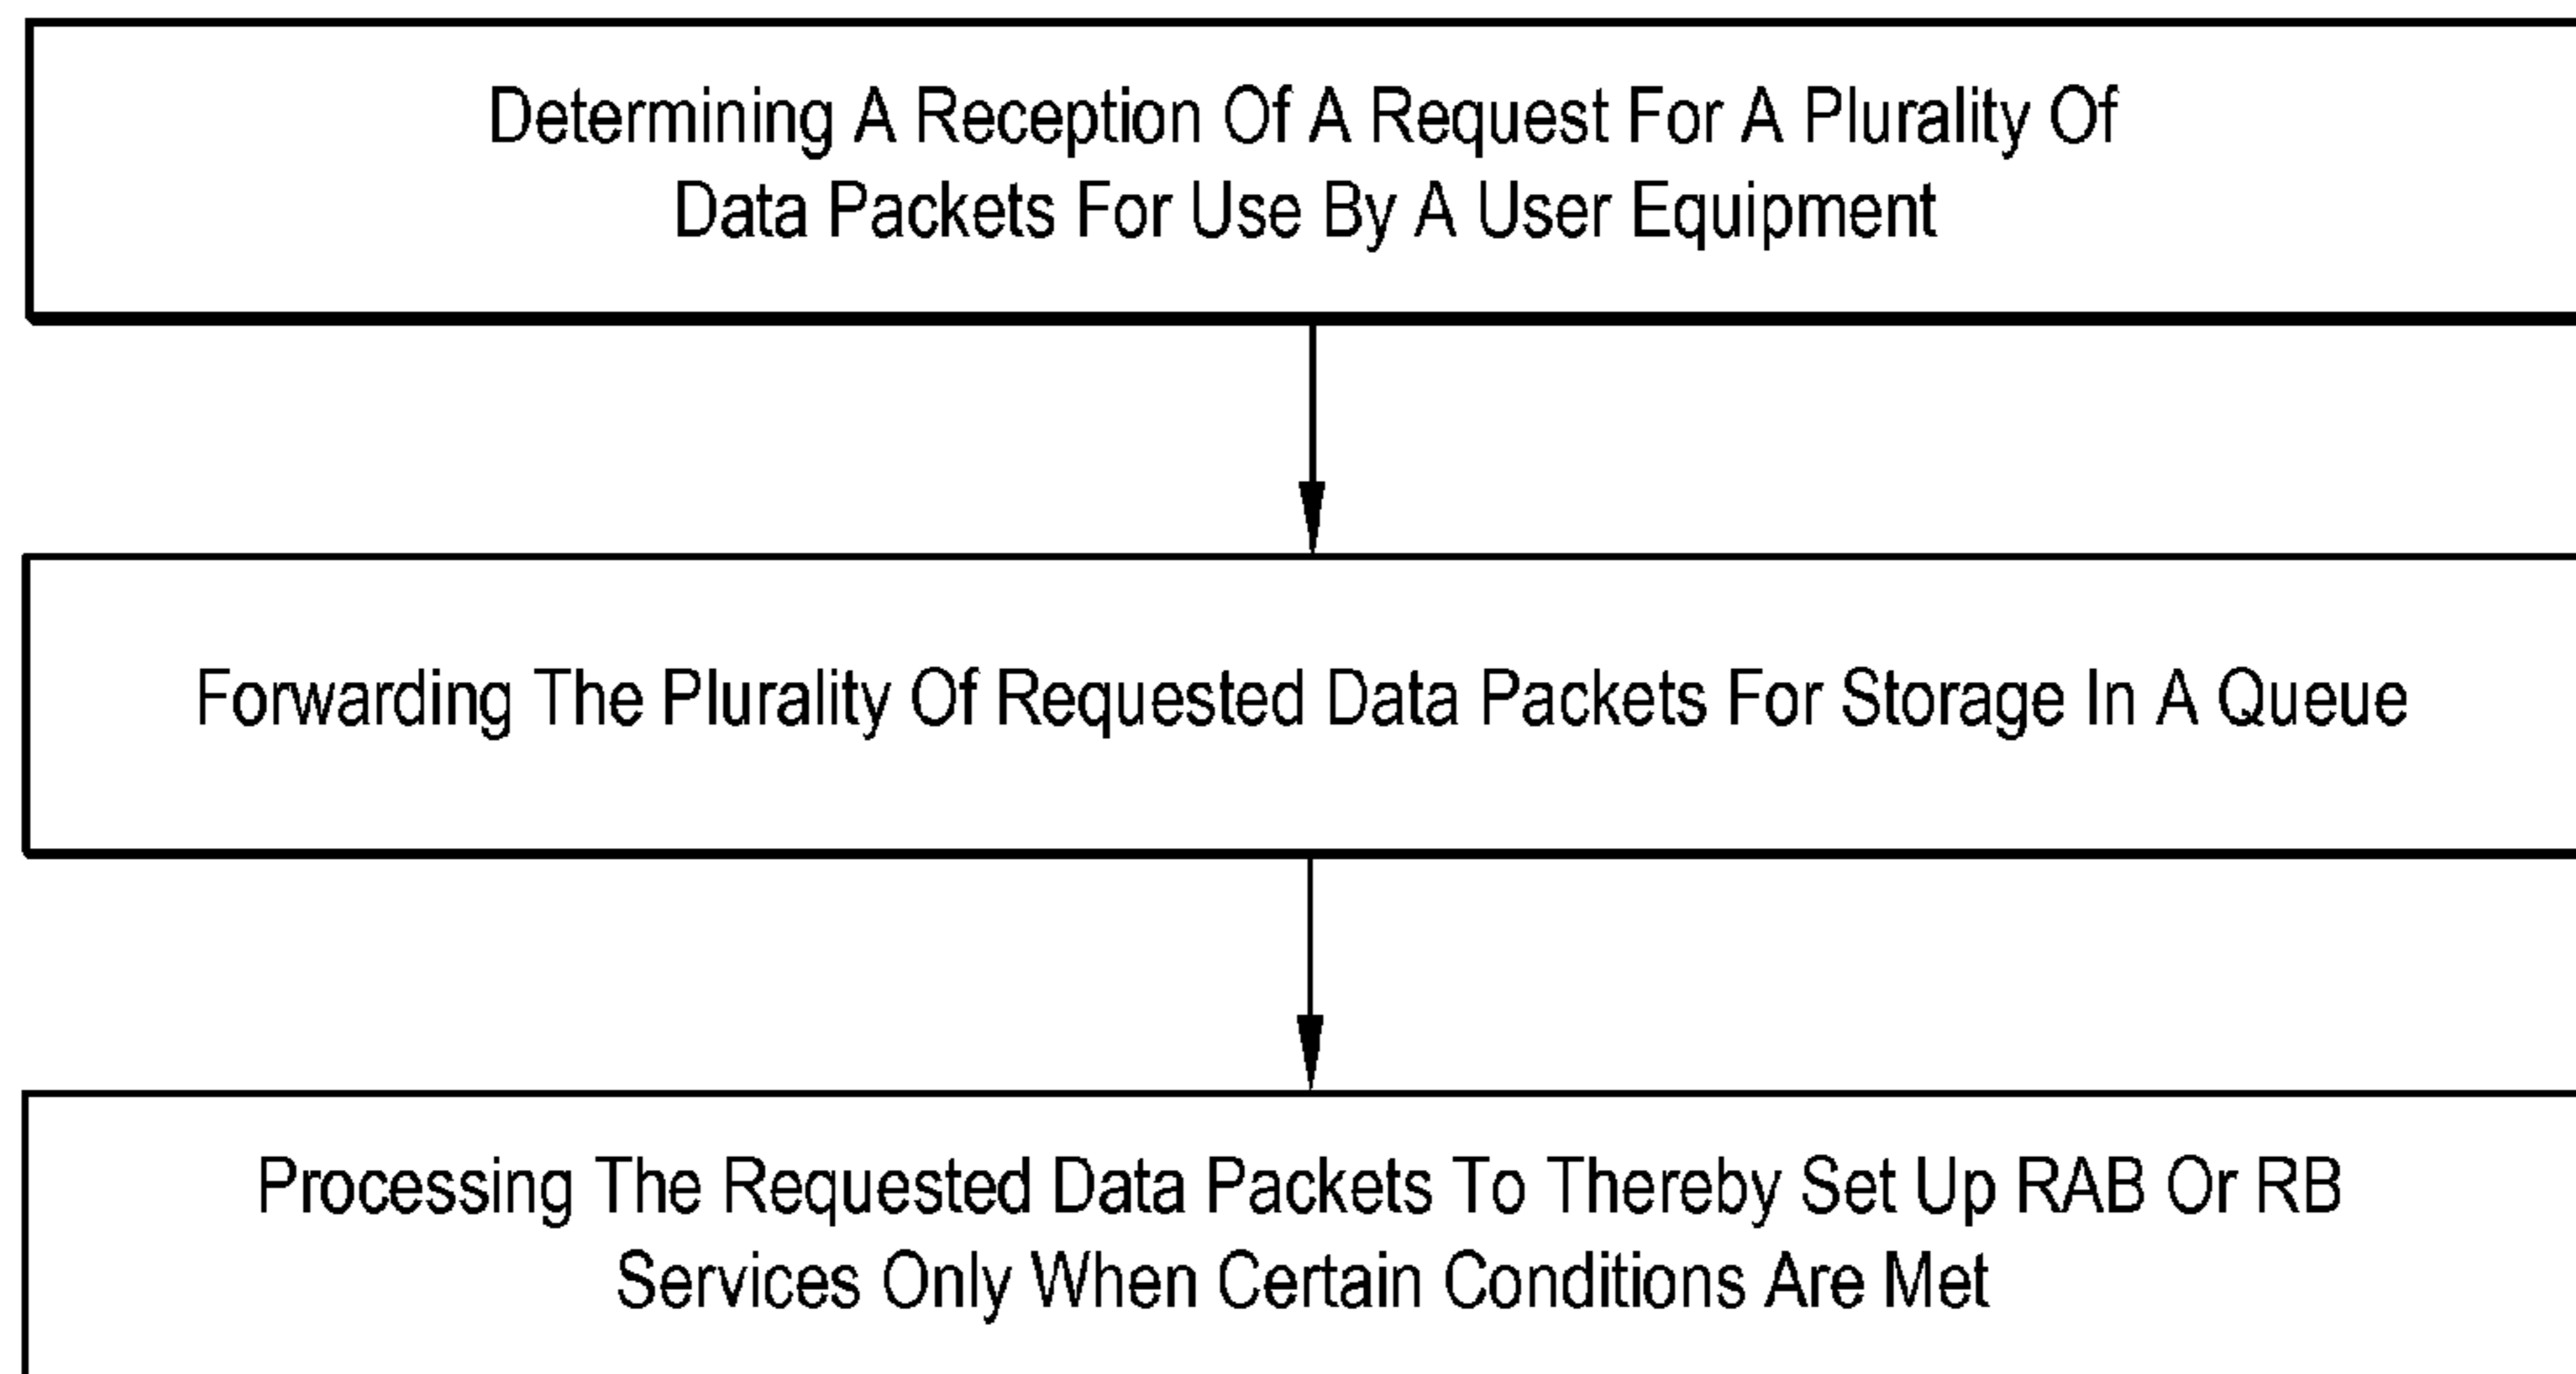 Determining A Reception Of A Request For A Plurality Of
Data Packets For Use By A User Equipment
Forwarding The Plurality Of Requested Data Packets For Storage In A Queue
Processing The Requested Data Packets To Thereby Set Up RAB Or RB
Services Only When Certain Conditions Are Met